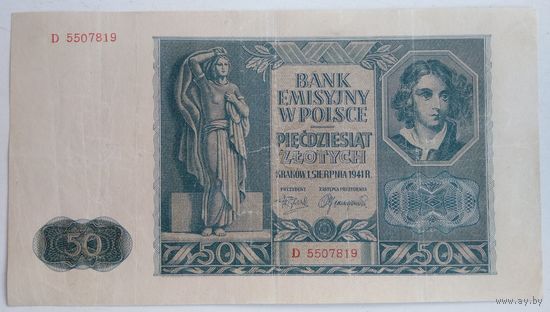 D 5507819
BANK
EMISYJNY
W POLSCE
PIĘĆDZIESIĄT
ZŁOTYCH
KRAKÓW 1. SIERPNIA 1941 R.
PREZYDENT ZASTĘPCA PREZYDENTA
D 5507819
50 50 50
www.ay.by